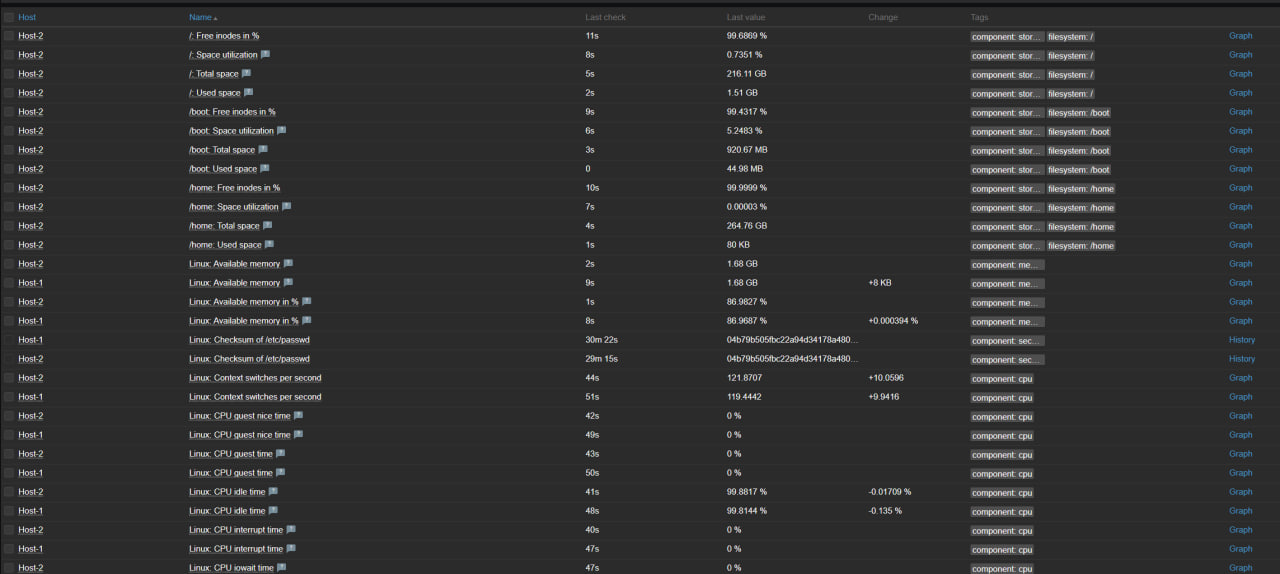 Host Name Last check Last value Change Tags
Host-2 /: Free inodes in % 11s 99.6869 % component: stor... filesystem: / Graph
Host-2 /: Space utilization 8s 0.7351 % component: stor... filesystem: / Graph
Host-2 /: Total space 5s 216.11 GB component: stor... filesystem: / Graph
Host-2 /: Used space 2s 1.51 GB component: stor... filesystem: / Graph
Host-2 /boot: Free inodes in % 9s 99.4317 % component: stor... filesystem: /boot Graph
Host-2 /boot: Space utilization 6s 5.2483 % component: stor... filesystem: /boot Graph
Host-2 /boot: Total space 3s 920.67 MB component: stor... filesystem: /boot Graph
Host-2 /boot: Used space 0 44.98 MB component: stor... filesystem: /boot Graph
Host-2 /home: Free inodes in % 10s 99.9999 % component: stor... filesystem: /home Graph
Host-2 /home: Space utilization 7s 0.00003 % component: stor... filesystem: /home Graph
Host-2 /home: Total space 4s 264.76 GB component: stor... filesystem: /home Graph
Host-2 /home: Used space 1s 80 KB component: stor... filesystem: /home Graph
Host-2 Linux: Available memory 2s 1.68 GB component: me... Graph
Host-1 Linux: Available memory 9s 1.68 GB +8 KB component: me... Graph
Host-2 Linux: Available memory in % 1s 86.9827 % component: me... Graph
Host-1 Linux: Available memory in % 8s 86.9687 % +0.000394 % component: me... Graph
Host-1 Linux: Checksum of /etc/passwd 30m 22s 04b79b505fbc22a94d34178a480... component: sec... History
Host-2 Linux: Checksum of /etc/passwd 29m 15s 04b79b505fbc22a94d34178a480... component: sec... History
Host-2 Linux: Context switches per second 44s 121.8707 +10.0596 component: cpu Graph
Host-1 Linux: Context switches per second 51s 119.4442 +9.9416 component: cpu Graph
Host-2 Linux: CPU guest nice time 42s 0 % component: cpu Graph
Host-1 Linux: CPU guest nice time 49s 0 % component: cpu Graph
Host-2 Linux: CPU guest time 43s 0 % component: cpu Graph
Host-1 Linux: CPU guest time 50s 0 % component: cpu Graph
Host-2 Linux: CPU idle time 41s 99.8817 % -0.01709 % component: cpu Graph
Host-1 Linux: CPU idle time 48s 99.8144 % -0.135 % component: cpu Graph
Host-2 Linux: CPU interrupt time 40s 0 % component: cpu Graph
Host-1 Linux: CPU interrupt time 47s 0 % component: cpu Graph
Host-2 Linux: CPU iowait time 47s 0 % component: cpu Graph